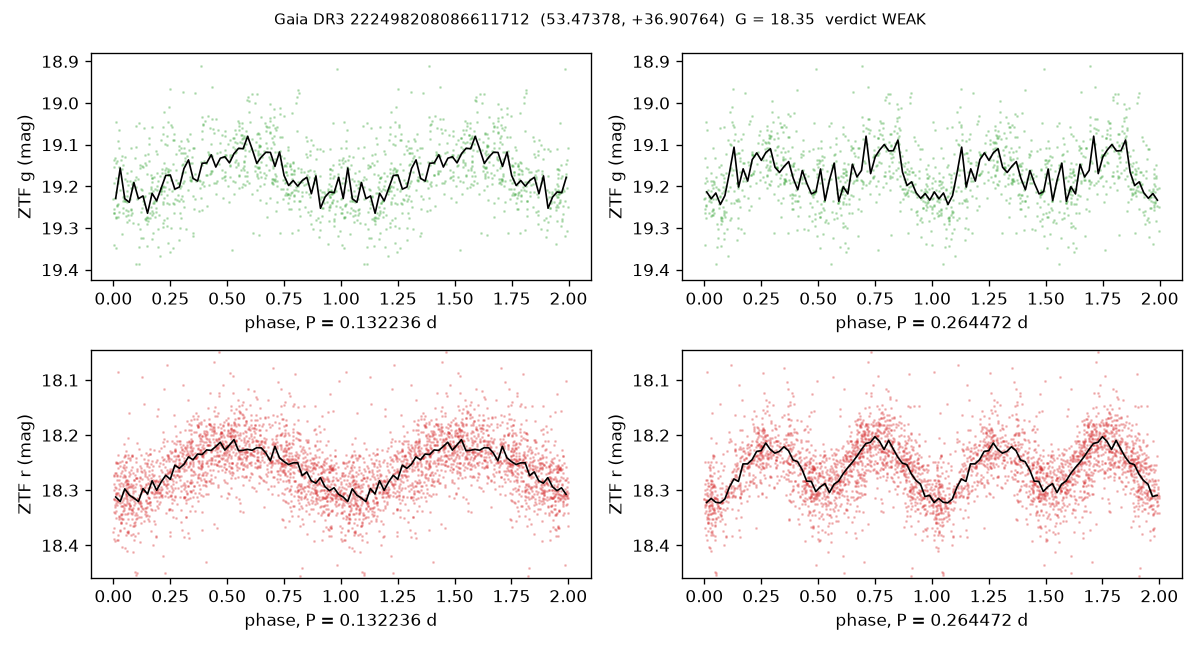 Gaia DR3 222498208086611712  (53.47378, +36.90764)  G = 18.35  verdict WEAK
ZTF g (mag)
18.9
19.0
19.1
19.2
19.3
19.4
0.00 0.25 0.50 0.75 1.00 1.25 1.50 1.75 2.00
phase, P = 0.132236 d
ZTF g (mag)
18.9
19.0
19.1
19.2
19.3
19.4
0.00 0.25 0.50 0.75 1.00 1.25 1.50 1.75 2.00
phase, P = 0.264472 d
ZTF r (mag)
18.1
18.2
18.3
18.4
0.00 0.25 0.50 0.75 1.00 1.25 1.50 1.75 2.00
phase, P = 0.132236 d
ZTF r (mag)
18.1
18.2
18.3
18.4
0.00 0.25 0.50 0.75 1.00 1.25 1.50 1.75 2.00
phase, P = 0.264472 d